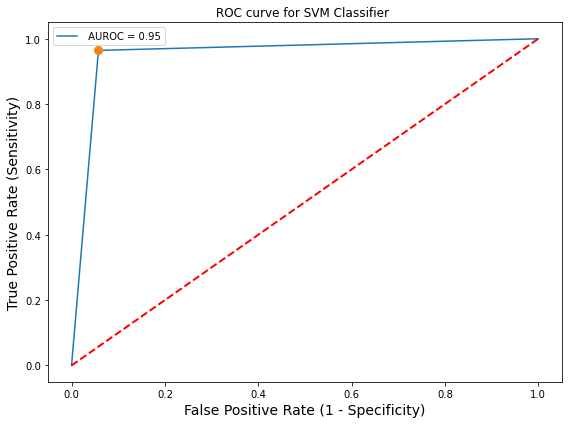 ROC curve for SVM Classifier
AUROC = 0.95
True Positive Rate (Sensitivity)
1.0
0.8
0.6
0.4
0.2
0.0
0.0 0.2 0.4 0.6 0.8 1.0
False Positive Rate (1 - Specificity)